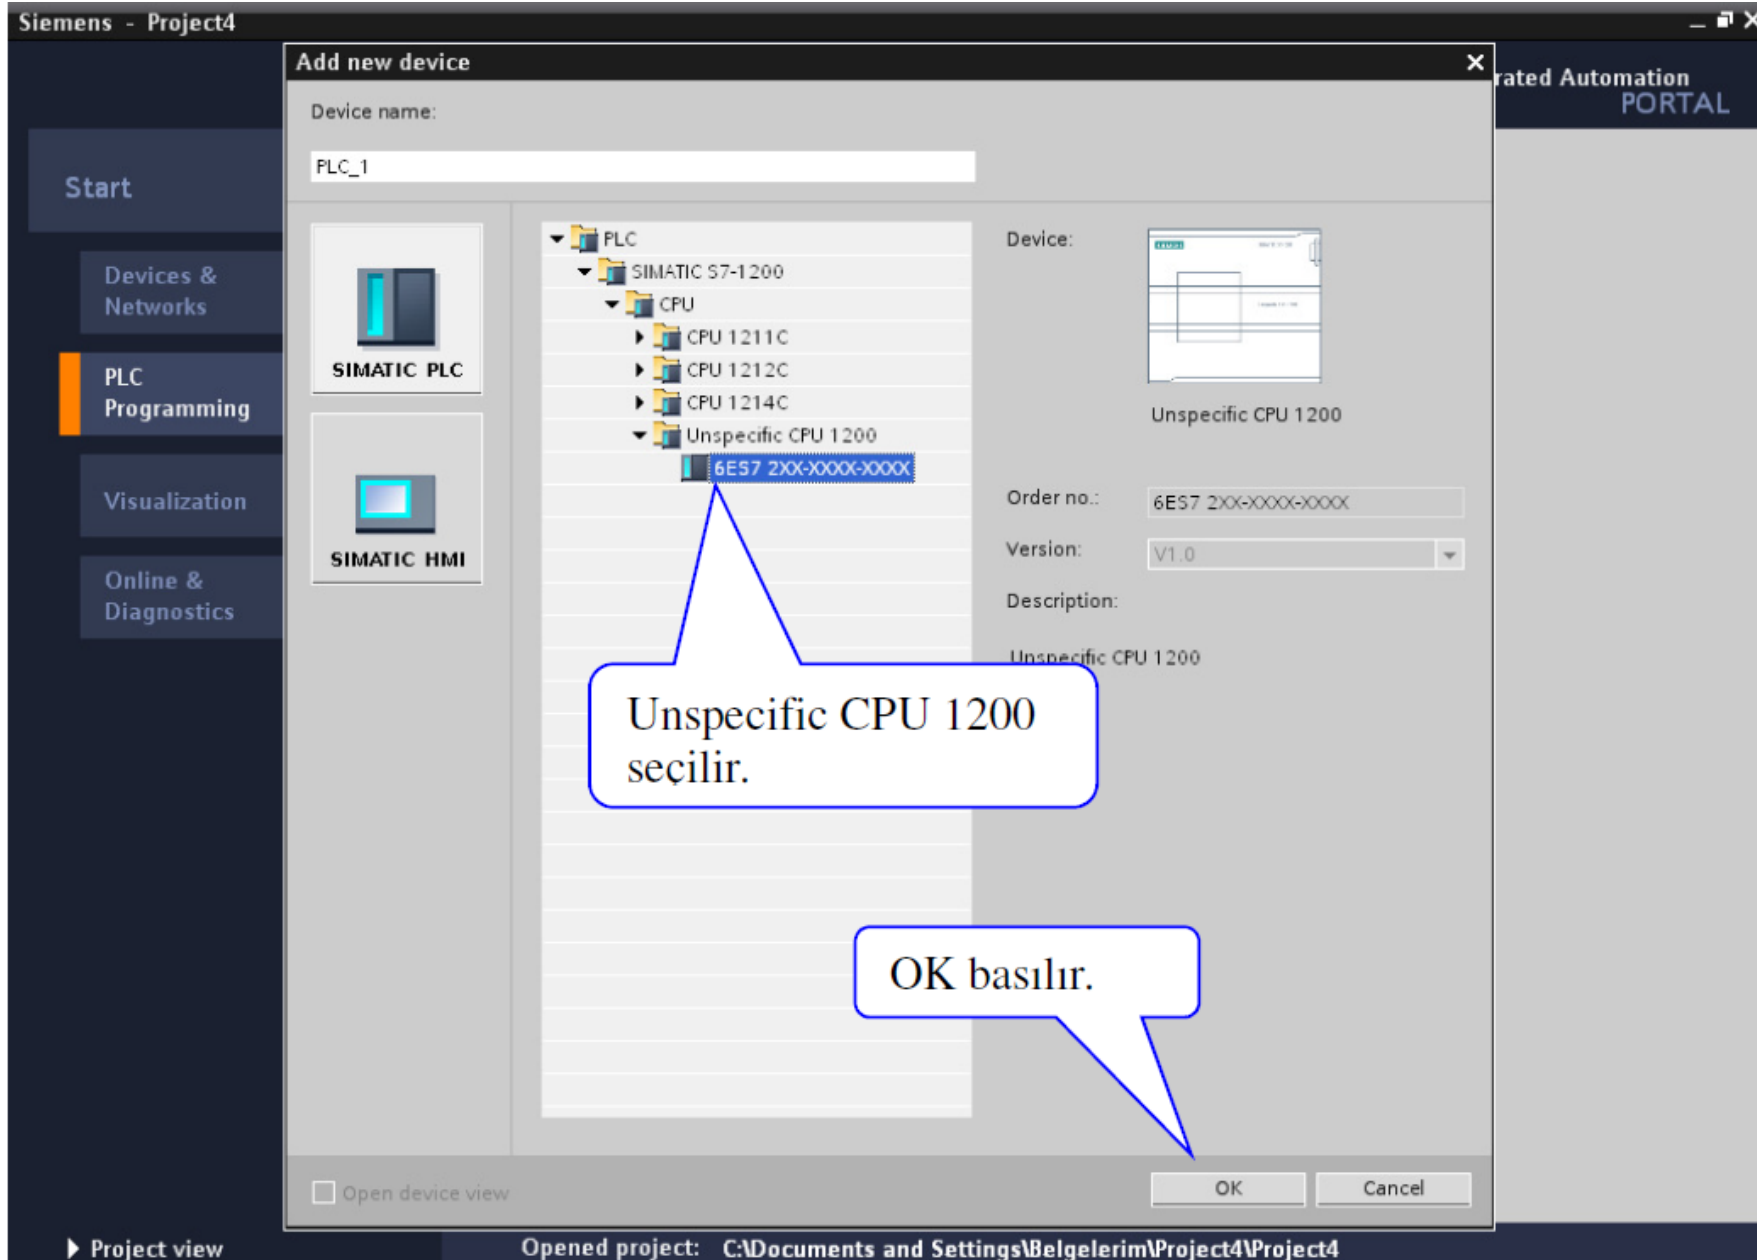 Siemens - Project4
Add new device
rated Automation
PORTAL
Device name:
PLC_1
Start
Devices &
Networks
PLC
Programming
Visualization
Online &
Diagnostics
SIMATIC PLC
SIMATIC HMI
PLC
SIMATIC S7-1200
CPU
CPU 1211C
CPU 1212C
CPU 1214C
Unspecific CPU 1200
6ES7 2XX-XXXX-XXXX
Device:
SIEMENS
Unspecific CPU 1200
Order no.:
6ES7 2XX-XXXX-XXXX
Version:
V1.0
Description:
Unspecific CPU 1200
Unspecific CPU 1200
seçilir.
OK basılır.
Open device view
OK
Cancel
Project view
Opened project: C:\Documents and Settings\Belgelerim\Project4\Project4